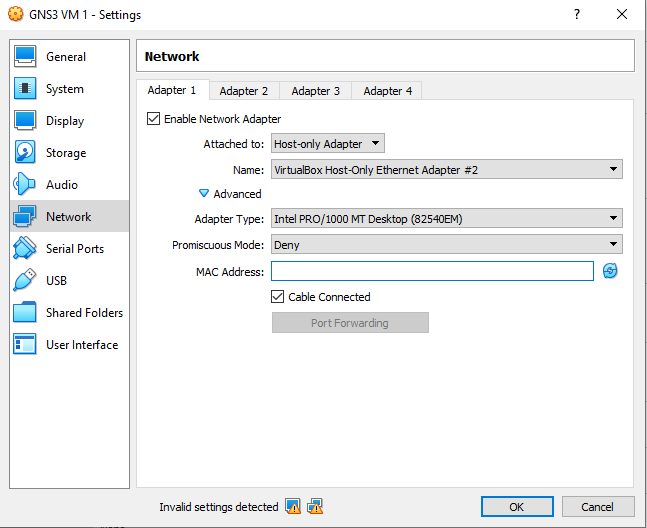 GNS3 VM 1 - Settings
?
General
System
Display
Storage
Audio
Network
Serial Ports
USB
Shared Folders
User Interface
Network
Adapter 1 Adapter 2 Adapter 3 Adapter 4
Enable Network Adapter
Attached to: Host-only Adapter
Name: VirtualBox Host-Only Ethernet Adapter #2
Advanced
Adapter Type: Intel PRO/1000 MT Desktop (82540EM)
Promiscuous Mode: Deny
MAC Address:
Cable Connected
Port Forwarding
Invalid settings detected
OK Cancel